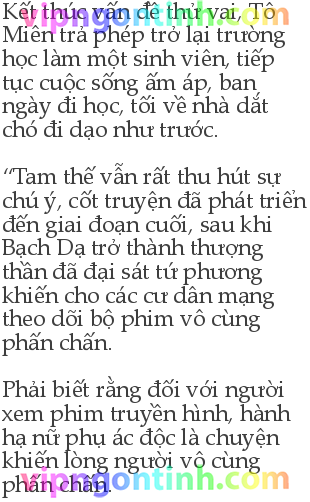 Kết thúc vấn đề thử vai, Tô
Miên trả phép trở lại trường
học làm một sinh viên, tiếp
tục cuộc sống ấm áp, ban
ngày đi học, tối về nhà dắt
chó đi dạo như trước.
“Tam thế vẫn rất thu hút sự
chú ý, cốt truyện đã phát triển
đến giai đoạn cuối, sau khi
Bạch Dạ trở thành thượng
thần đã đại sát tứ phương
khiến cho các cư dân mạng
theo dõi bộ phim vô cùng
phấn chấn.
Phải biết rằng đối với người
xem phim truyền hình, hành
hạ nữ phụ ác độc là chuyện
khiến lòng người vô cùng
phấn chấn.
vipngontinh.com
vipngontinh.com